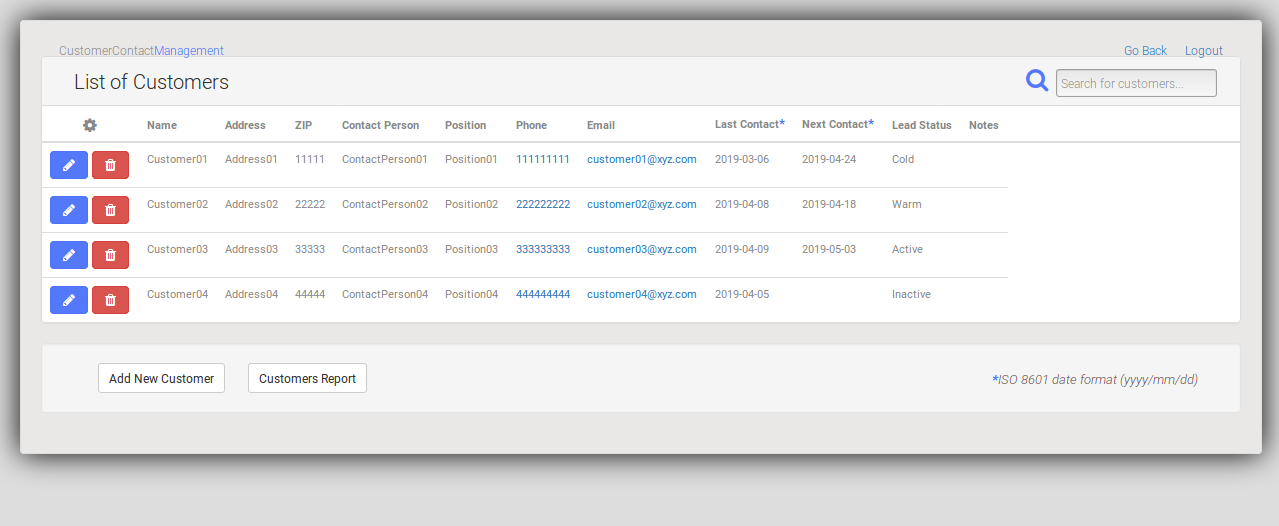 CustomerContactManagement Go Back Logout
List of Customers Search for customers...
Name Address ZIP Contact Person Position Phone Email Last Contact* Next Contact* Lead Status Notes
Customer01 Address01 11111 ContactPerson01 Position01 111111111 customer01@xyz.com 2019-03-06 2019-04-24 Cold
Customer02 Address02 22222 ContactPerson02 Position02 222222222 customer02@xyz.com 2019-04-08 2019-04-18 Warm
Customer03 Address03 33333 ContactPerson03 Position03 333333333 customer03@xyz.com 2019-04-09 2019-05-03 Active
Customer04 Address04 44444 ContactPerson04 Position04 444444444 customer04@xyz.com 2019-04-05 Inactive
Add New Customer Customers Report *ISO 8601 date format (yyyy/mm/dd)